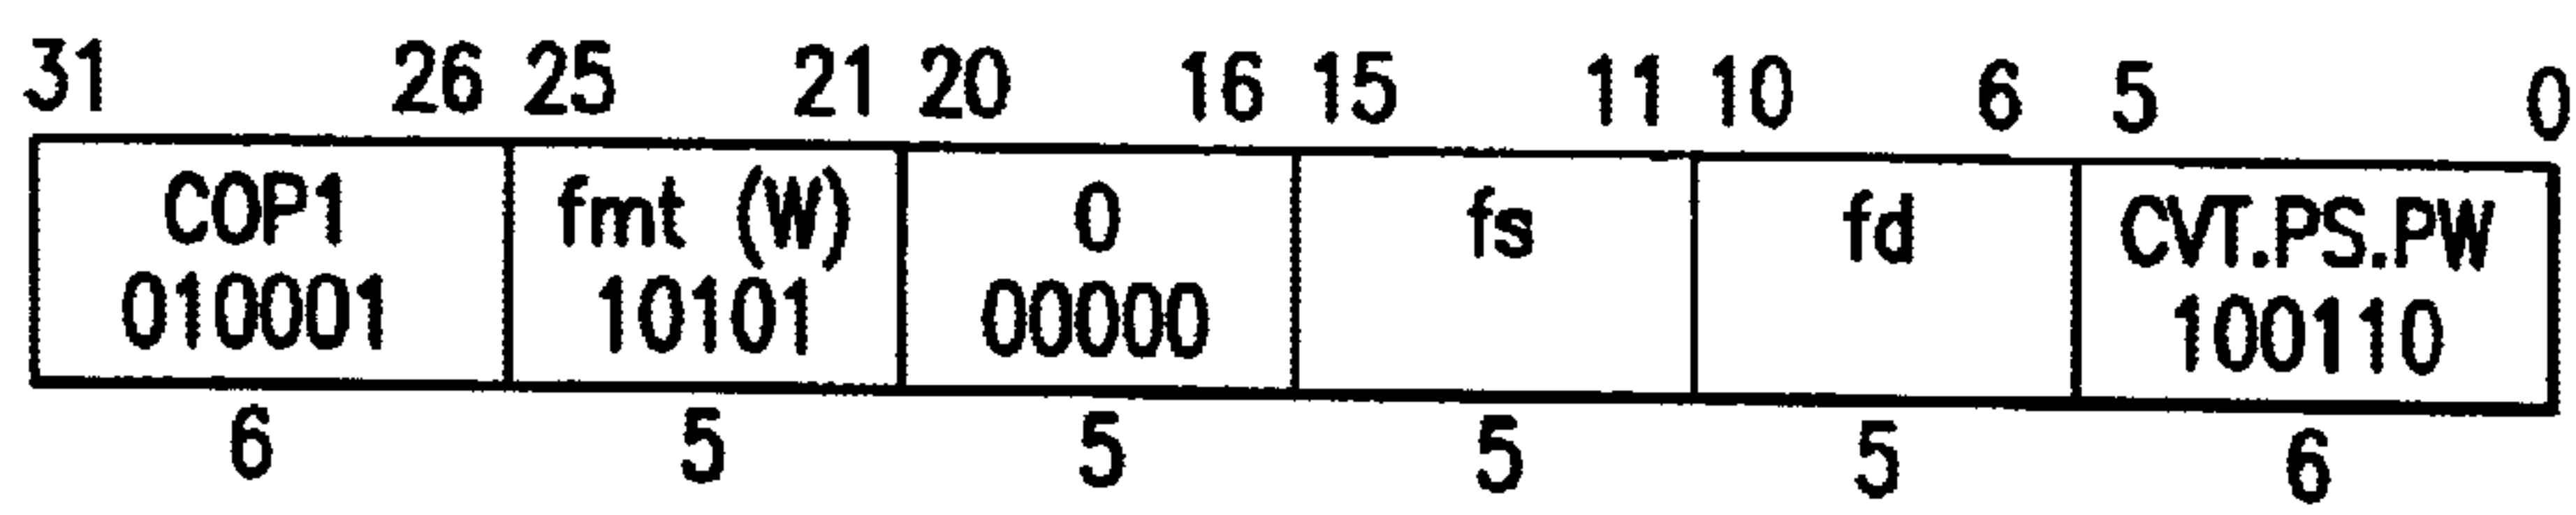 31 26 25 21 20 16 15 11 10 6 5 0
COP1 fmt (W) 0 fs fd CVT.PS.PW
010001 10101 00000 100110
6 5 5 5 5 6